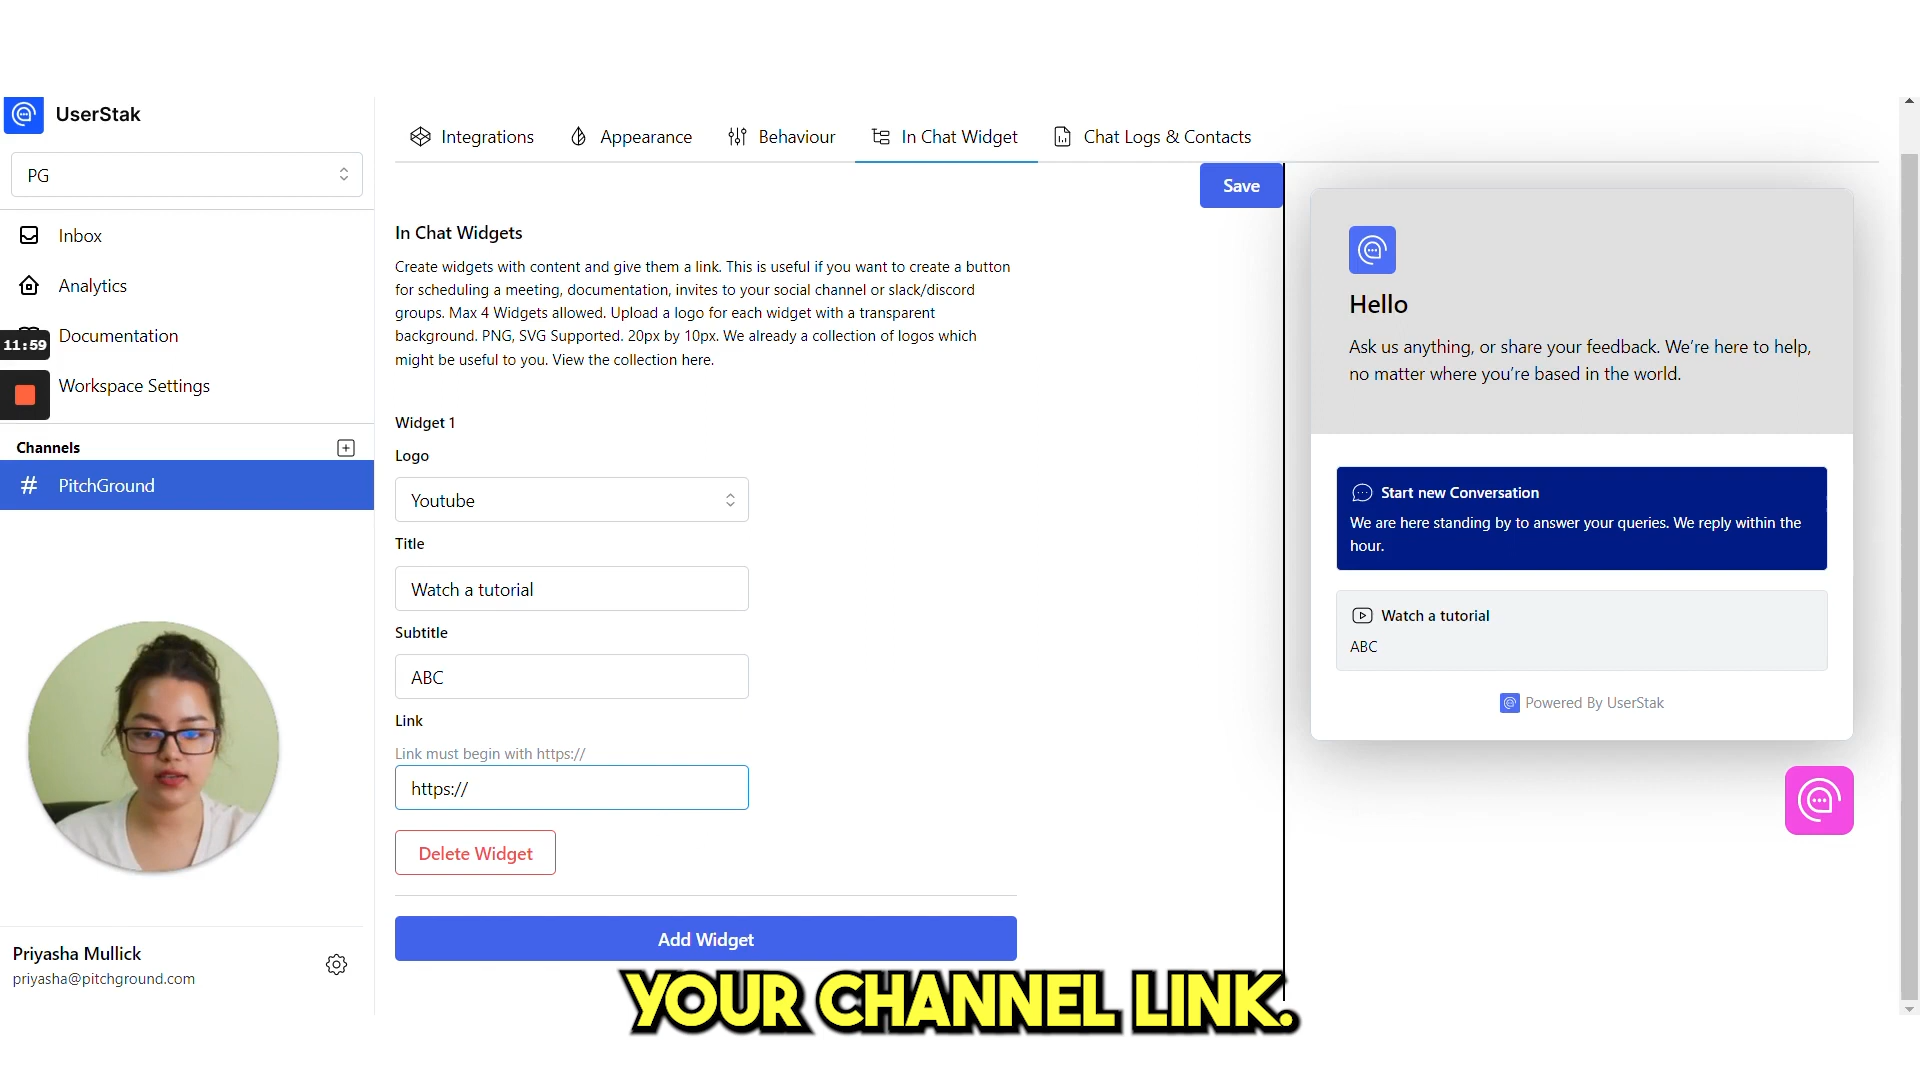 UserStak
PG
Inbox
Analytics
Documentation
11:59
Workspace Settings
Channels
# PitchGround
Priyasha Mullick
priyasha@pitchground.com
Integrations
Appearance
Behaviour
In Chat Widget
Chat Logs & Contacts
Save
In Chat Widgets
Create widgets with content and give them a link. This is useful if you want to create a button
for scheduling a meeting, documentation, invites to your social channel or slack/discord
groups. Max 4 Widgets allowed. Upload a logo for each widget with a transparent
background. PNG, SVG Supported. 20px by 10px. We already a collection of logos which
might be useful to you. View the collection here.
Widget 1
Logo
Youtube
Title
Watch a tutorial
Subtitle
ABC
Link
Link must begin with https://
https://
Delete Widget
Add Widget
Hello
Ask us anything, or share your feedback. We're here to help,
no matter where you're based in the world.
Start new Conversation
We are here standing by to answer your queries. We reply within the
hour.
Watch a tutorial
ABC
Powered By UserStak
YOUR CHANNEL LINK.